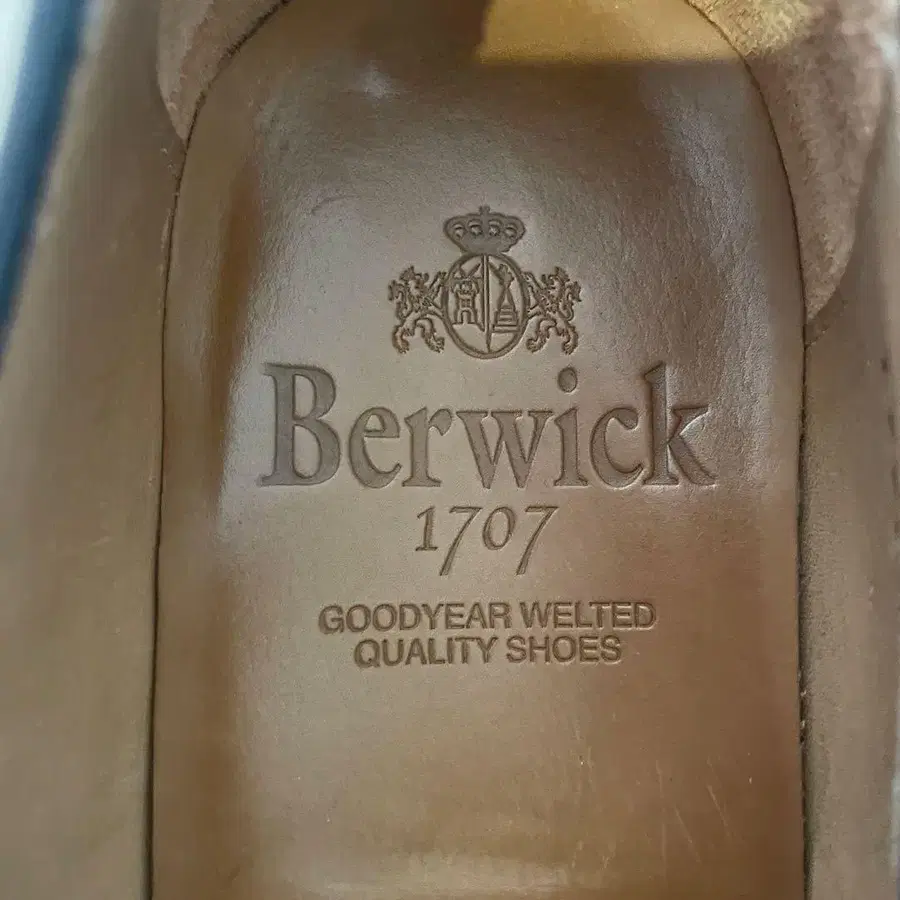 Berwick
1707
GOODYEAR WELTED
QUALITY SHOES